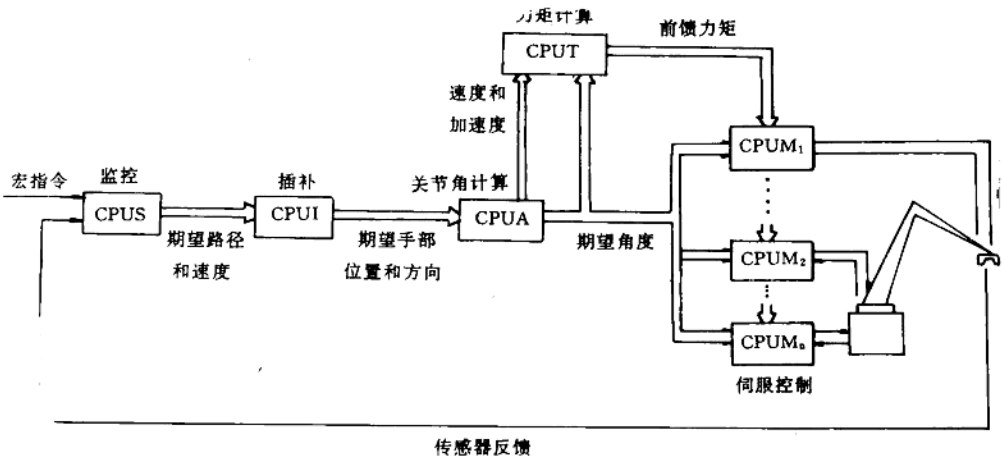 力矩计算
CPUT
前馈力矩
速度和
加速度
CPUM₁
宏指令
监控
CPUS
插补
CPUI
关节角计算
CPUA
期望路径
和速度
期望手部
位置和方向
期望角度
CPUM₂
CPUMₙ
伺服控制
传感器反馈